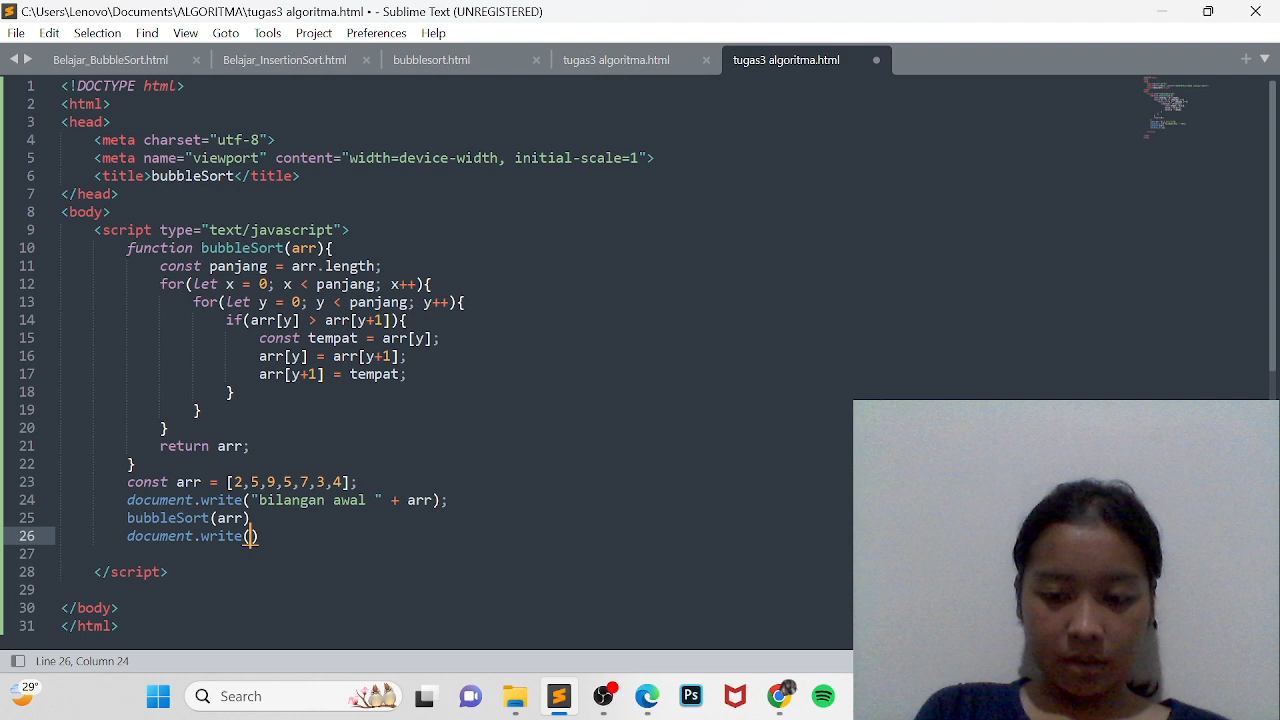 C:\Users\Lenovo\Documents\ALGORITMA\tugas3 algoritma.html • - Sublime Text (UNREGISTERED)
File Edit Selection Find View Goto Tools Project Preferences Help
Belajar_BubbleSort.html Belajar_InsertionSort.html bubblesort.html tugas3 algoritma.html tugas3 algoritma.html
1 <!DOCTYPE html>
2 <html>
3 <head>
4 <meta charset="utf-8">
5 <meta name="viewport" content="width=device-width, initial-scale=1">
6 <title>bubbleSort</title>
7 </head>
8 <body>
9 <script type="text/javascript">
10 function bubbleSort(arr){
11 const panjang = arr.length;
12 for(let x = 0; x < panjang; x++){
13 for(let y = 0; y < panjang; y++){
14 if(arr[y] > arr[y+1]){
15 const tempat = arr[y];
16 arr[y] = arr[y+1];
17 arr[y+1] = tempat;
18 }
19 }
20 }
21 return arr;
22 }
23 const arr = [2,5,9,5,7,3,4];
24 document.write("bilangan awal " + arr);
25 bubbleSort(arr)
26 document.write()
27
28 </script>
29
30 </body>
31 </html>
Line 26, Column 24
29°
Search
Ps